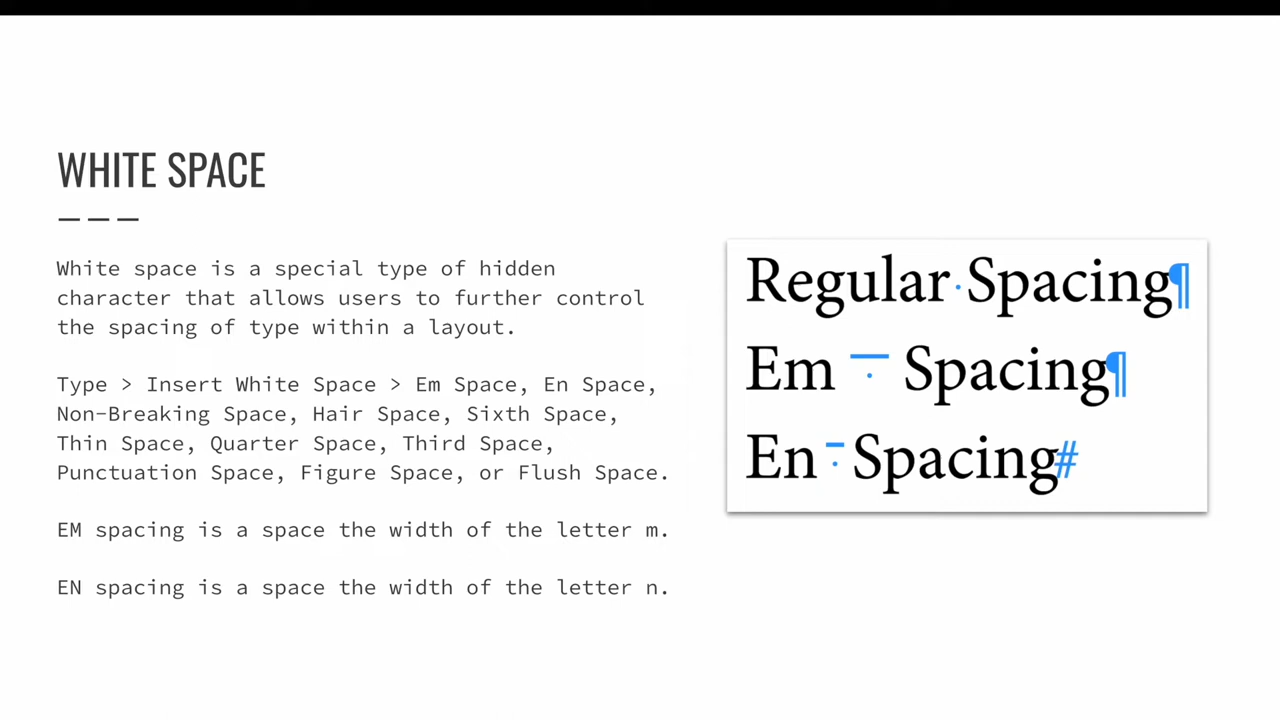 WHITE SPACE
White space is a special type of hidden
character that allows users to further control
the spacing of type within a layout.
Type > Insert White Space > Em Space, En Space,
Non-Breaking Space, Hair Space, Sixth Space,
Thin Space, Quarter Space, Third Space,
Punctuation Space, Figure Space, or Flush Space.
EM spacing is a space the width of the letter m.
EN spacing is a space the width of the letter n.
Regular·Spacing¶
Em Spacing¶
En Spacing#